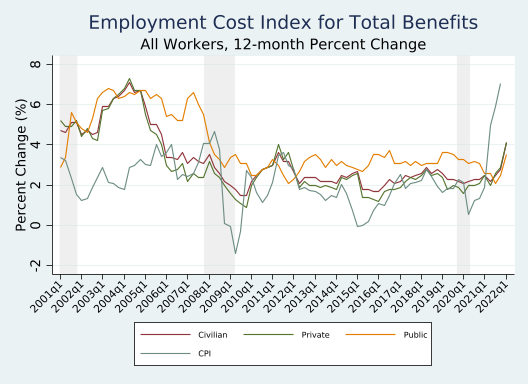 Employment Cost Index for Total Benefits
All Workers, 12-month Percent Change
Percent Change (%)
8
6
4
2
0
-2
2001q1 2002q1 2003q1 2004q1 2005q1 2006q1 2007q1 2008q1 2009q1 2010q1 2011q1 2012q1 2013q1 2014q1 2015q1 2016q1 2017q1 2018q1 2019q1 2020q1 2021q1 2022q1
Civilian Private Public
CPI